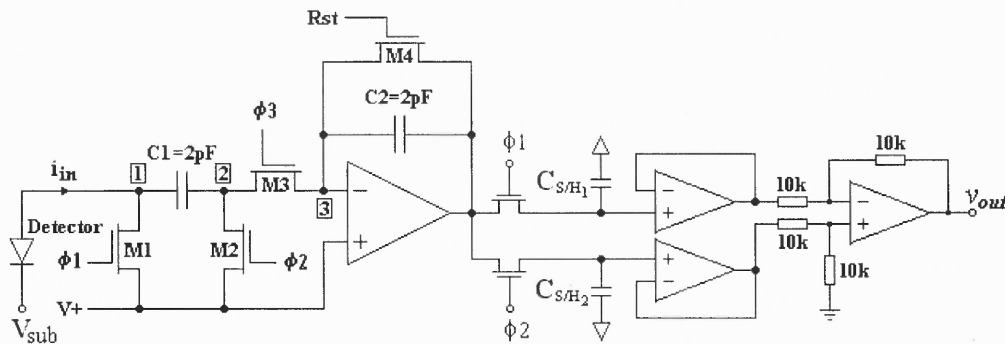 Rst
M4
C2=2pF
ϕ3
C1=2pF
i_in
1
2
M3
3
−
+
Detector
ϕ1
M1
M2
ϕ2
V+
V_sub
ϕ1
C_S/H1
C_S/H2
ϕ2
−
+
+
−
10k
10k
10k
10k
−
+
v_out